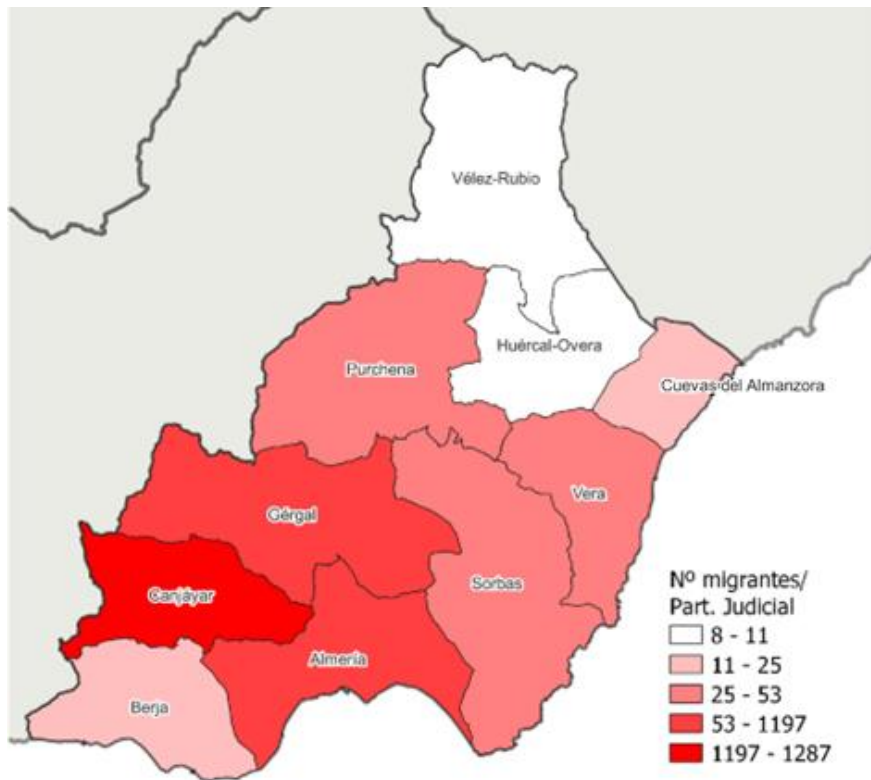 Vélez-Rubio
Huércal-Overa
Purchena
Cuevas del Almanzora
Vera
Gérgal
Sorbas
Canjáyar
Almería
Berja
Nº migrantes/
Part. Judicial
8 - 11
11 - 25
25 - 53
53 - 1197
1197 - 1287